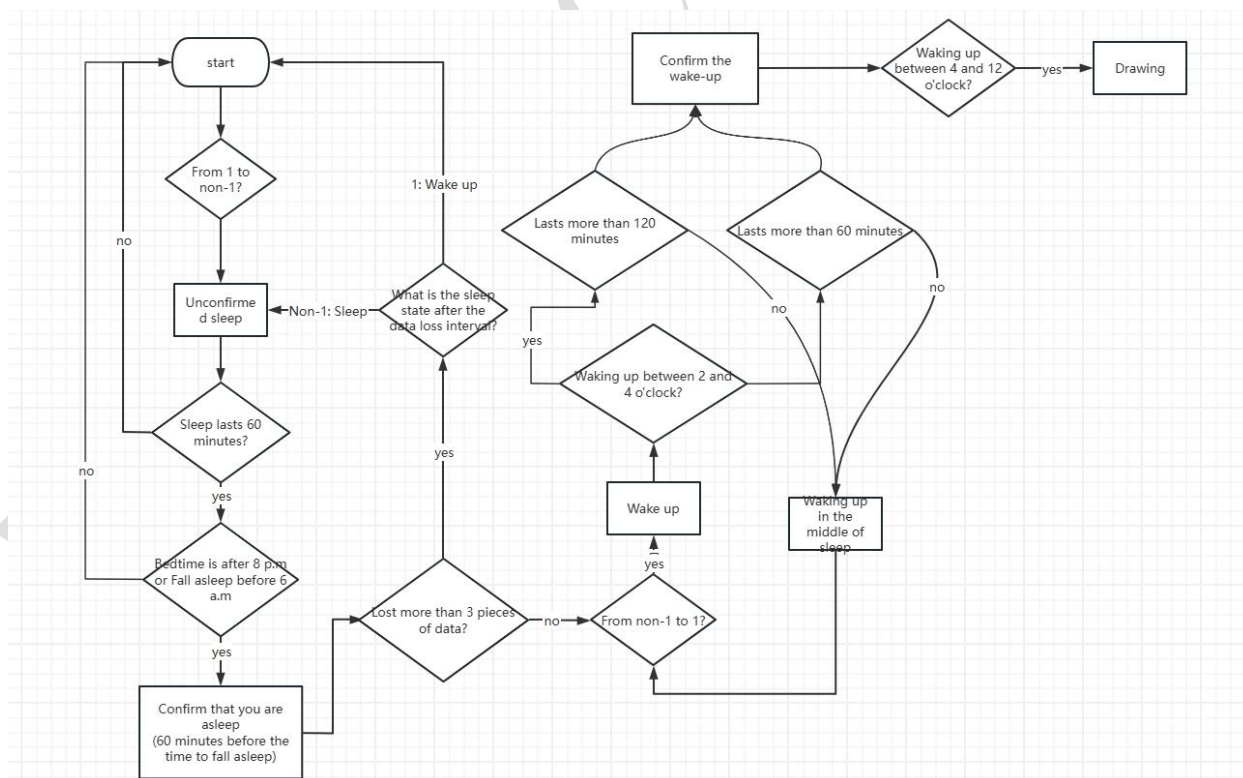 start
From 1 to
non-1?
no
Unconfirme
d sleep
Non-1: Sleep
Sleep lasts 60
minutes?
no
yes
Bedtime is after 8 p.m
or Fall asleep before 6
a.m
yes
Confirm that you are
asleep
(60 minutes before the
time to fall asleep)
1: Wake up
What is the sleep
state after the
data loss interval?
yes
Lost more than 3 pieces
of data?
no
From non-1 to 1?
yes
Wake up
Waking up between 2 and
4 o'clock?
yes
Lasts more than 120
minutes
no
Lasts more than 60 minutes
no
Waking up
in the
middle of
sleep
Confirm the
wake-up
Waking up
between 4 and 12
o'clock?
yes
Drawing